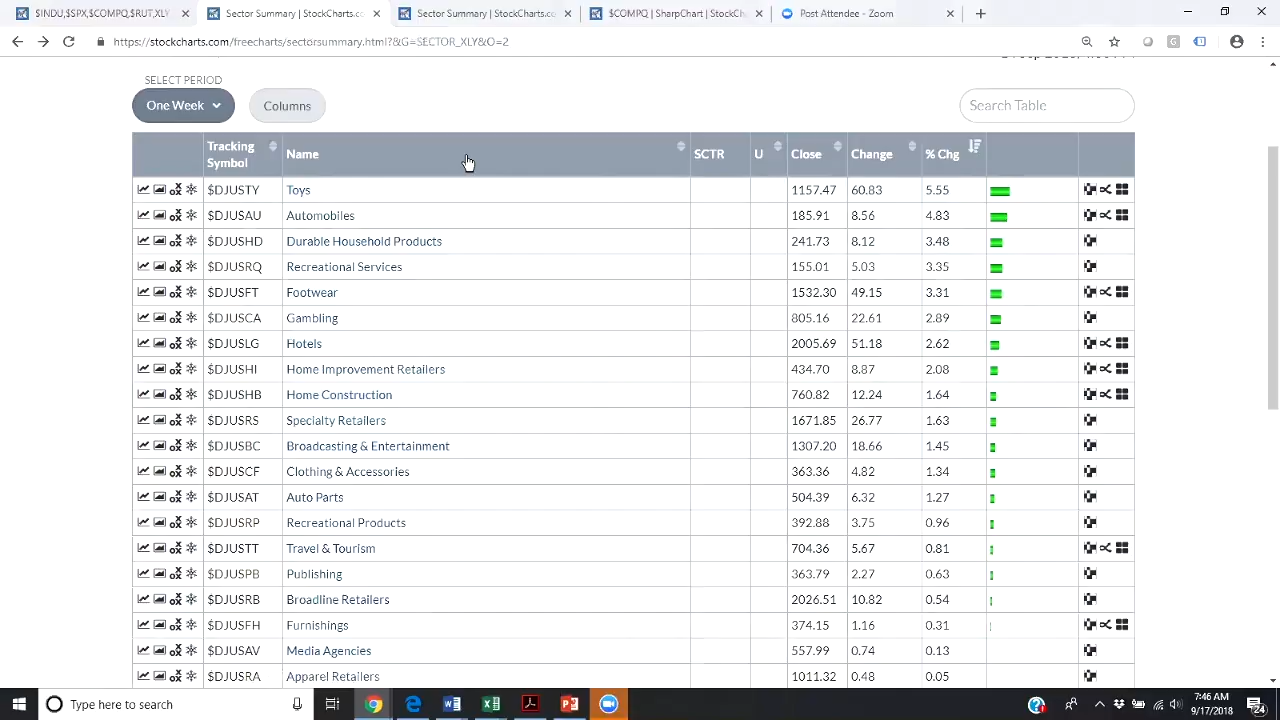 $INDU,$SPX,$COMPQ,$RUT,XLY
Sector Summary | StockCharts.co
Sector Summary | StockCharts.co
$COMPQ | SharpChart | StockCh
Post Attendee - Zoom
https://stockcharts.com/freecharts/sectorsummary.html?&G=SECTOR_XLY&O=2
SELECT PERIOD
One Week
Columns
Search Table
Tracking Symbol Name SCTR U Close Change % Chg
$DJUSTY Toys 1157.47 60.83 5.55
$DJUSAU Automobiles 185.91 8.56 4.83
$DJUSHD Durable Household Products 241.73 8.12 3.48
$DJUSRQ Recreational Services 155.01 5.03 3.35
$DJUSFT Footwear 1532.30 49.15 3.31
$DJUSCA Gambling 805.16 22.61 2.89
$DJUSLG Hotels 2005.69 51.18 2.62
$DJUSHI Home Improvement Retailers 434.70 8.87 2.08
$DJUSHB Home Construction 760.82 12.24 1.64
$DJUSRS Specialty Retailers 1671.85 26.77 1.63
$DJUSBC Broadcasting & Entertainment 1307.20 18.66 1.45
$DJUSCF Clothing & Accessories 363.36 4.82 1.34
$DJUSAT Auto Parts 504.39 6.32 1.27
$DJUSRP Recreational Products 392.88 3.75 0.96
$DJUSTT Travel & Tourism 704.36 5.67 0.81
$DJUSPB Publishing 363.79 2.27 0.63
$DJUSRB Broadline Retailers 2026.51 10.82 0.54
$DJUSFH Furnishings 374.15 1.16 0.31
$DJUSAV Media Agencies 557.99 0.74 0.13
$DJUSRA Apparel Retailers 1011.32 0.48 0.05
Type here to search
7:46 AM
9/17/2018